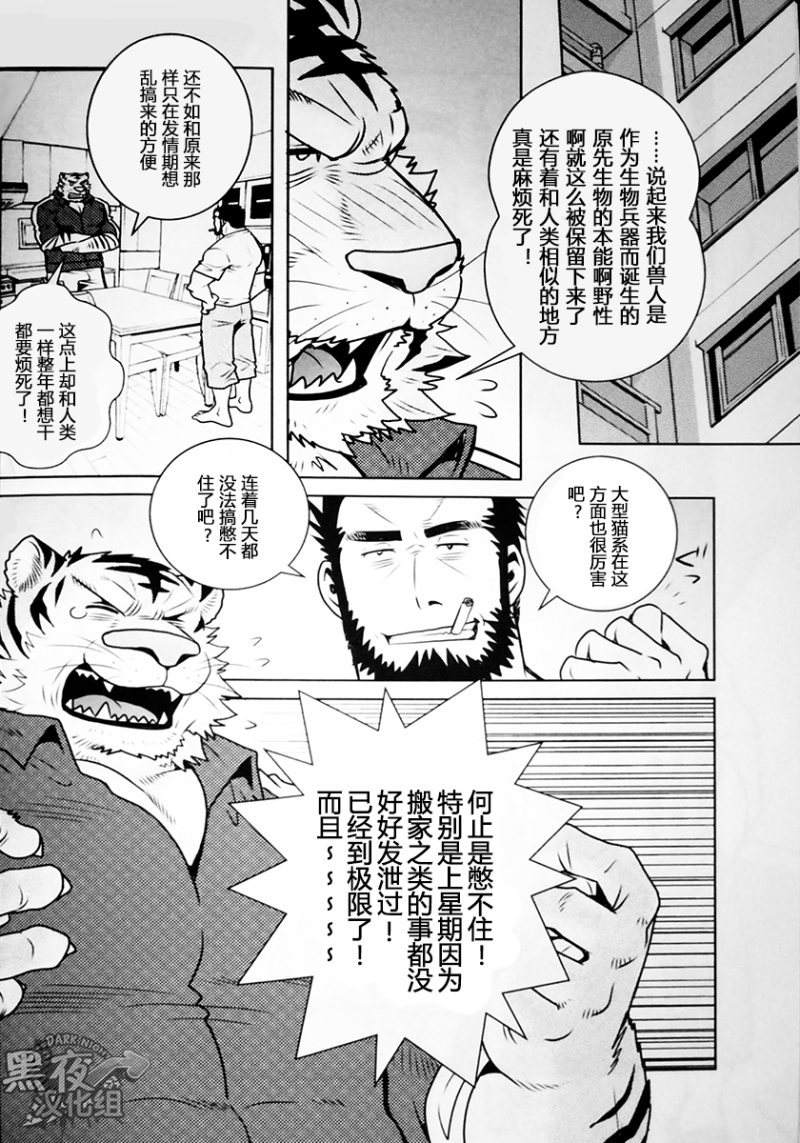 ……说起来我们兽人是
作为生物兵器而诞生的
原先生物的本能啊野性
啊就这么被保留下来了
还有着和人类相似的地方
真是麻烦死了！
还不如和原来那
样只在发情期想
乱搞来的方便
这点上却和人类
一样整年都想干
都要烦死了！
大型猫系在这
方面也很厉害
吧？
连着几天都
没法搞憋不
住了吧？
何止是憋不住！
特别是上星期因为
搬家之类的事都没
好好发泄过！
已经到极限了！
而且~~~~~
DARK NIGHT
黑夜
汉化组